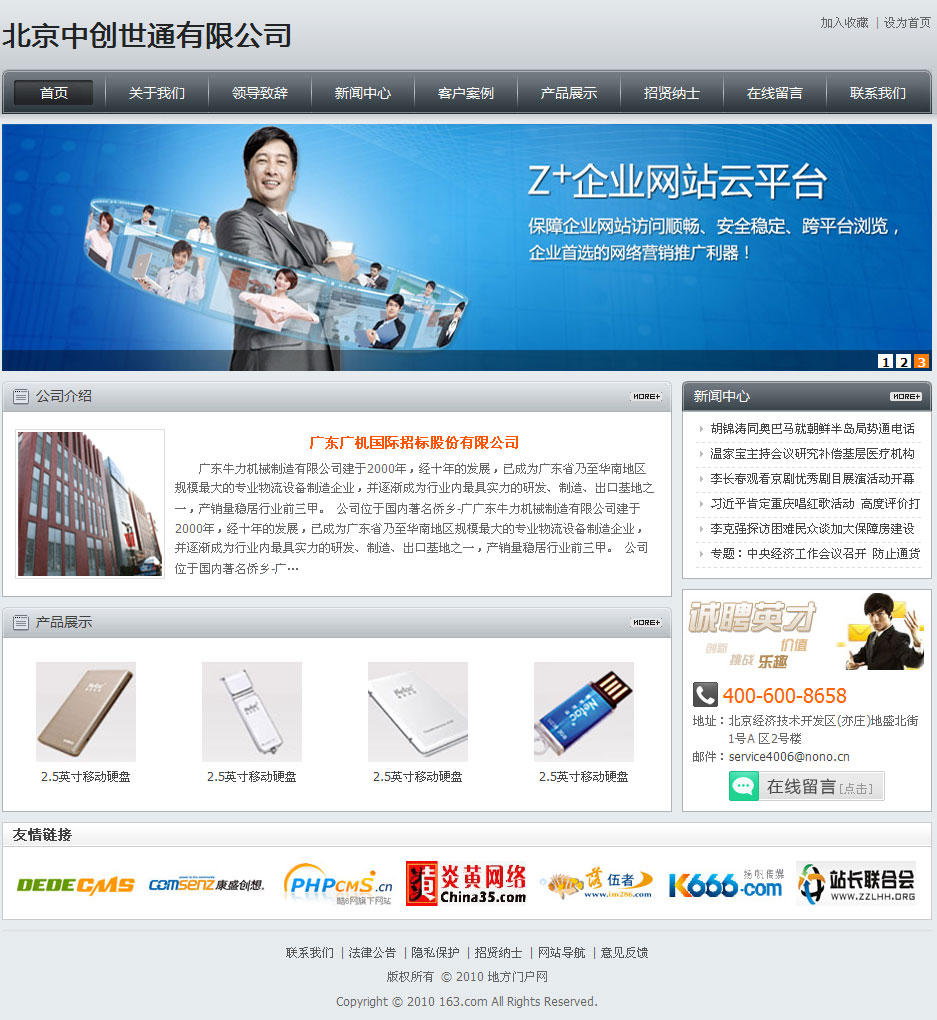 北京中创世通有限公司
加入收藏 | 设为首页
首页 关于我们 领导致辞 新闻中心 客户案例 产品展示 招贤纳士 在线留言 联系我们
Z+企业网站云平台
保障企业网站访问顺畅、安全稳定、跨平台浏览，
企业首选的网络营销推广利器！
1 2 3
公司介绍
MORE+
广东广机国际招标股份有限公司
广东牛力机械制造有限公司建于2000年，经十年的发展，已成为广东省乃至华南地区
规模最大的专业物流设备制造企业，并逐渐成为行业内最具实力的研发、制造、出口基地之
一，产销量稳居行业前三甲。 公司位于国内著名侨乡-广广东牛力机械制造有限公司建于
2000年，经十年的发展，已成为广东省乃至华南地区规模最大的专业物流设备制造企业，
并逐渐成为行业内最具实力的研发、制造、出口基地之一，产销量稳居行业前三甲。 公司
位于国内著名侨乡-广…
新闻中心
MORE+
胡锦涛同奥巴马就朝鲜半岛局势通电话
温家宝主持会议研究补偿基层医疗机构
李长春观看京剧优秀剧目展演活动开幕
习近平肯定重庆唱红歌活动 高度评价打
李克强探访困难民众谈加大保障房建设
专题：中央经济工作会议召开 防止通货
产品展示
MORE+
2.5英寸移动硬盘 2.5英寸移动硬盘 2.5英寸移动硬盘 2.5英寸移动硬盘
Netac
诚聘英才
创新 价值
挑战 乐趣
400-600-8658
地址：北京经济技术开发区(亦庄)地盛北街
1号A 区2号楼
邮件：service4006@nono.cn
在线留言[点击]
友情链接
DEDECMS
COMSENZ康盛创想.
PHPCMS.cn
酷6网旗下网站
炎黄网络
China35.com
落伍者
www.im286.com
K666.com
扬帆传媒
站长联合会
WWW.ZZLHH.ORG
联系我们 | 法律公告 | 隐私保护 | 招贤纳士 | 网站导航 | 意见反馈
版权所有 © 2010 地方门户网
Copyright © 2010 163.com All Rights Reserved.